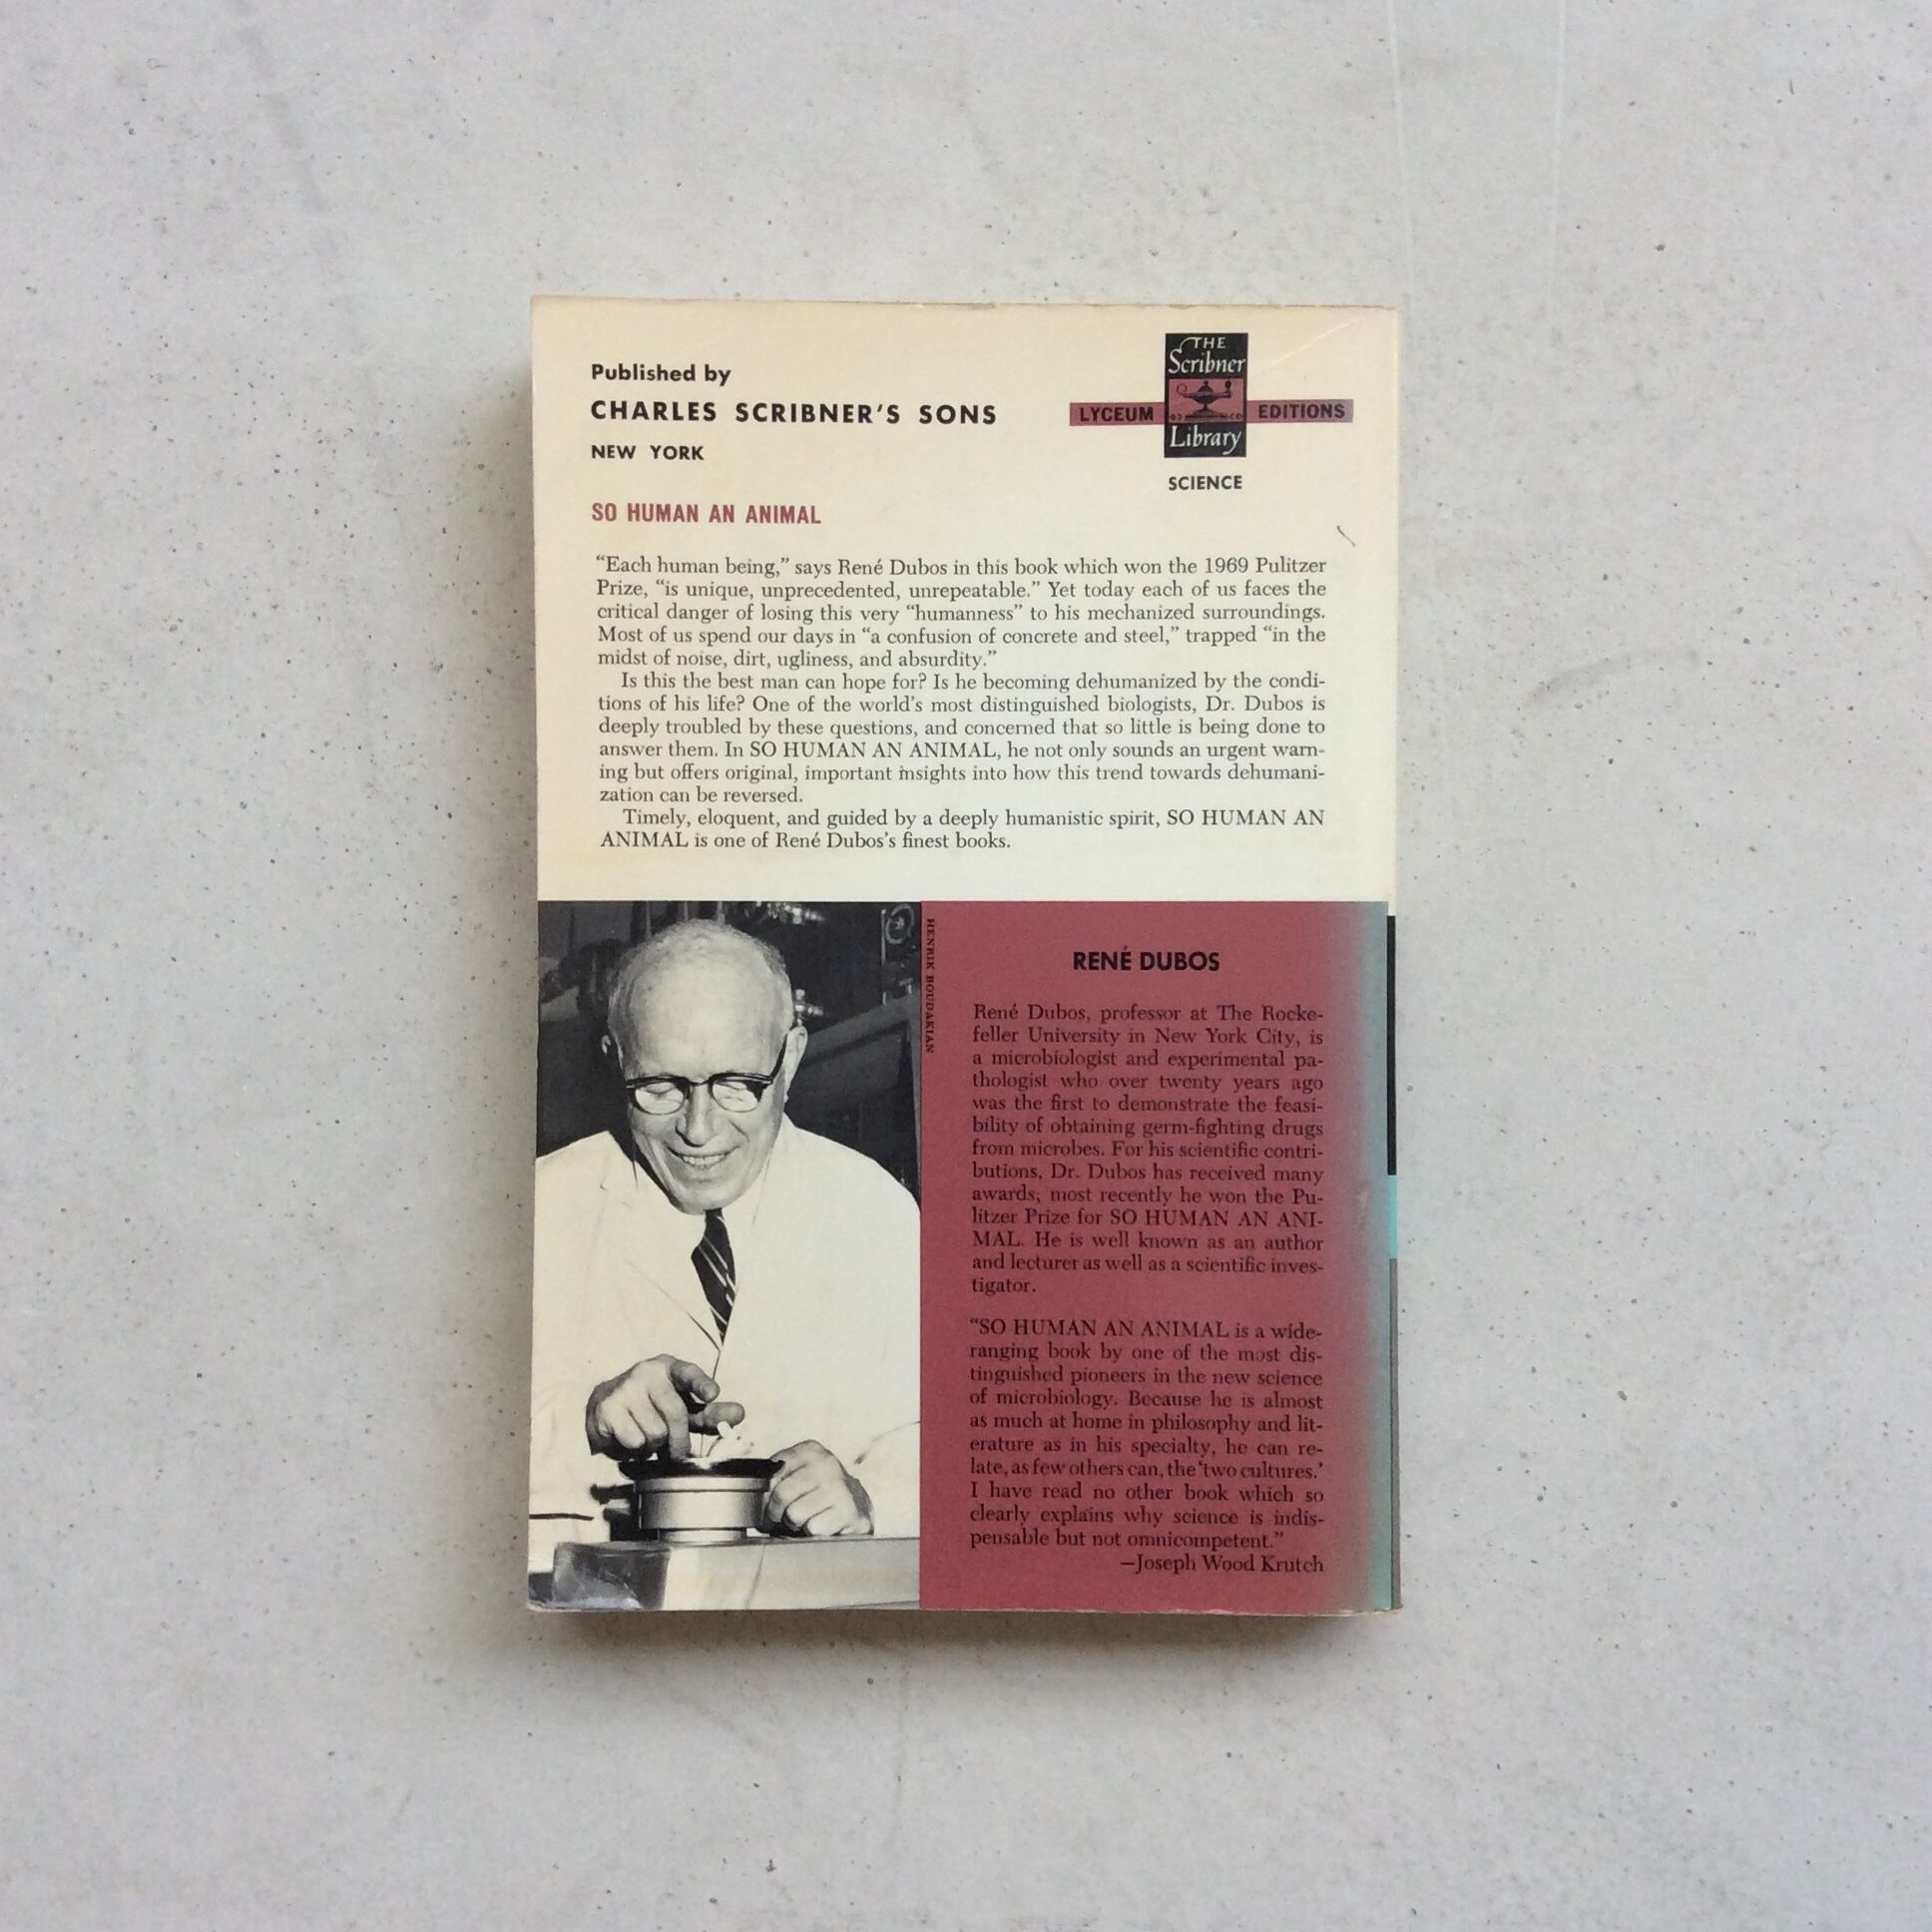 Published by
CHARLES SCRIBNER'S SONS
NEW YORK
THE
Scribner
LYCEUM EDITIONS
Library
SCIENCE
SO HUMAN AN ANIMAL
“Each human being,” says René Dubos in this book which won the 1969 Pulitzer
Prize, “is unique, unprecedented, unrepeatable.” Yet today each of us faces the
critical danger of losing this very “humanness” to his mechanized surroundings.
Most of us spend our days in “a confusion of concrete and steel,” trapped “in the
midst of noise, dirt, ugliness, and absurdity.”
Is this the best man can hope for? Is he becoming dehumanized by the condi-
tions of his life? One of the world's most distinguished biologists, Dr. Dubos is
deeply troubled by these questions, and concerned that so little is being done to
answer them. In SO HUMAN AN ANIMAL, he not only sounds an urgent warn-
ing but offers original, important insights into how this trend towards dehumani-
zation can be reversed.
Timely, eloquent, and guided by a deeply humanistic spirit, SO HUMAN AN
ANIMAL is one of René Dubos's finest books.
HENRIK BOUDAKIAN
RENÉ DUBOS
René Dubos, professor at The Rocke-
feller University in New York City, is
a microbiologist and experimental pa-
thologist who over twenty years ago
was the first to demonstrate the feasi-
bility of obtaining germ-fighting drugs
from microbes. For his scientific contri-
butions, Dr. Dubos has received many
awards; most recently he won the Pu-
litzer Prize for SO HUMAN AN ANI-
MAL. He is well known as an author
and lecturer as well as a scientific inves-
tigator.
“SO HUMAN AN ANIMAL is a wide-
ranging book by one of the most dis-
tinguished pioneers in the new science
of microbiology. Because he is almost
as much at home in philosophy and lit-
erature as in his specialty, he can re-
late, as few others can, the ‘two cultures.’
I have read no other book which so
clearly explains why science is indis-
pensable but not omnicompetent.”
—Joseph Wood Krutch